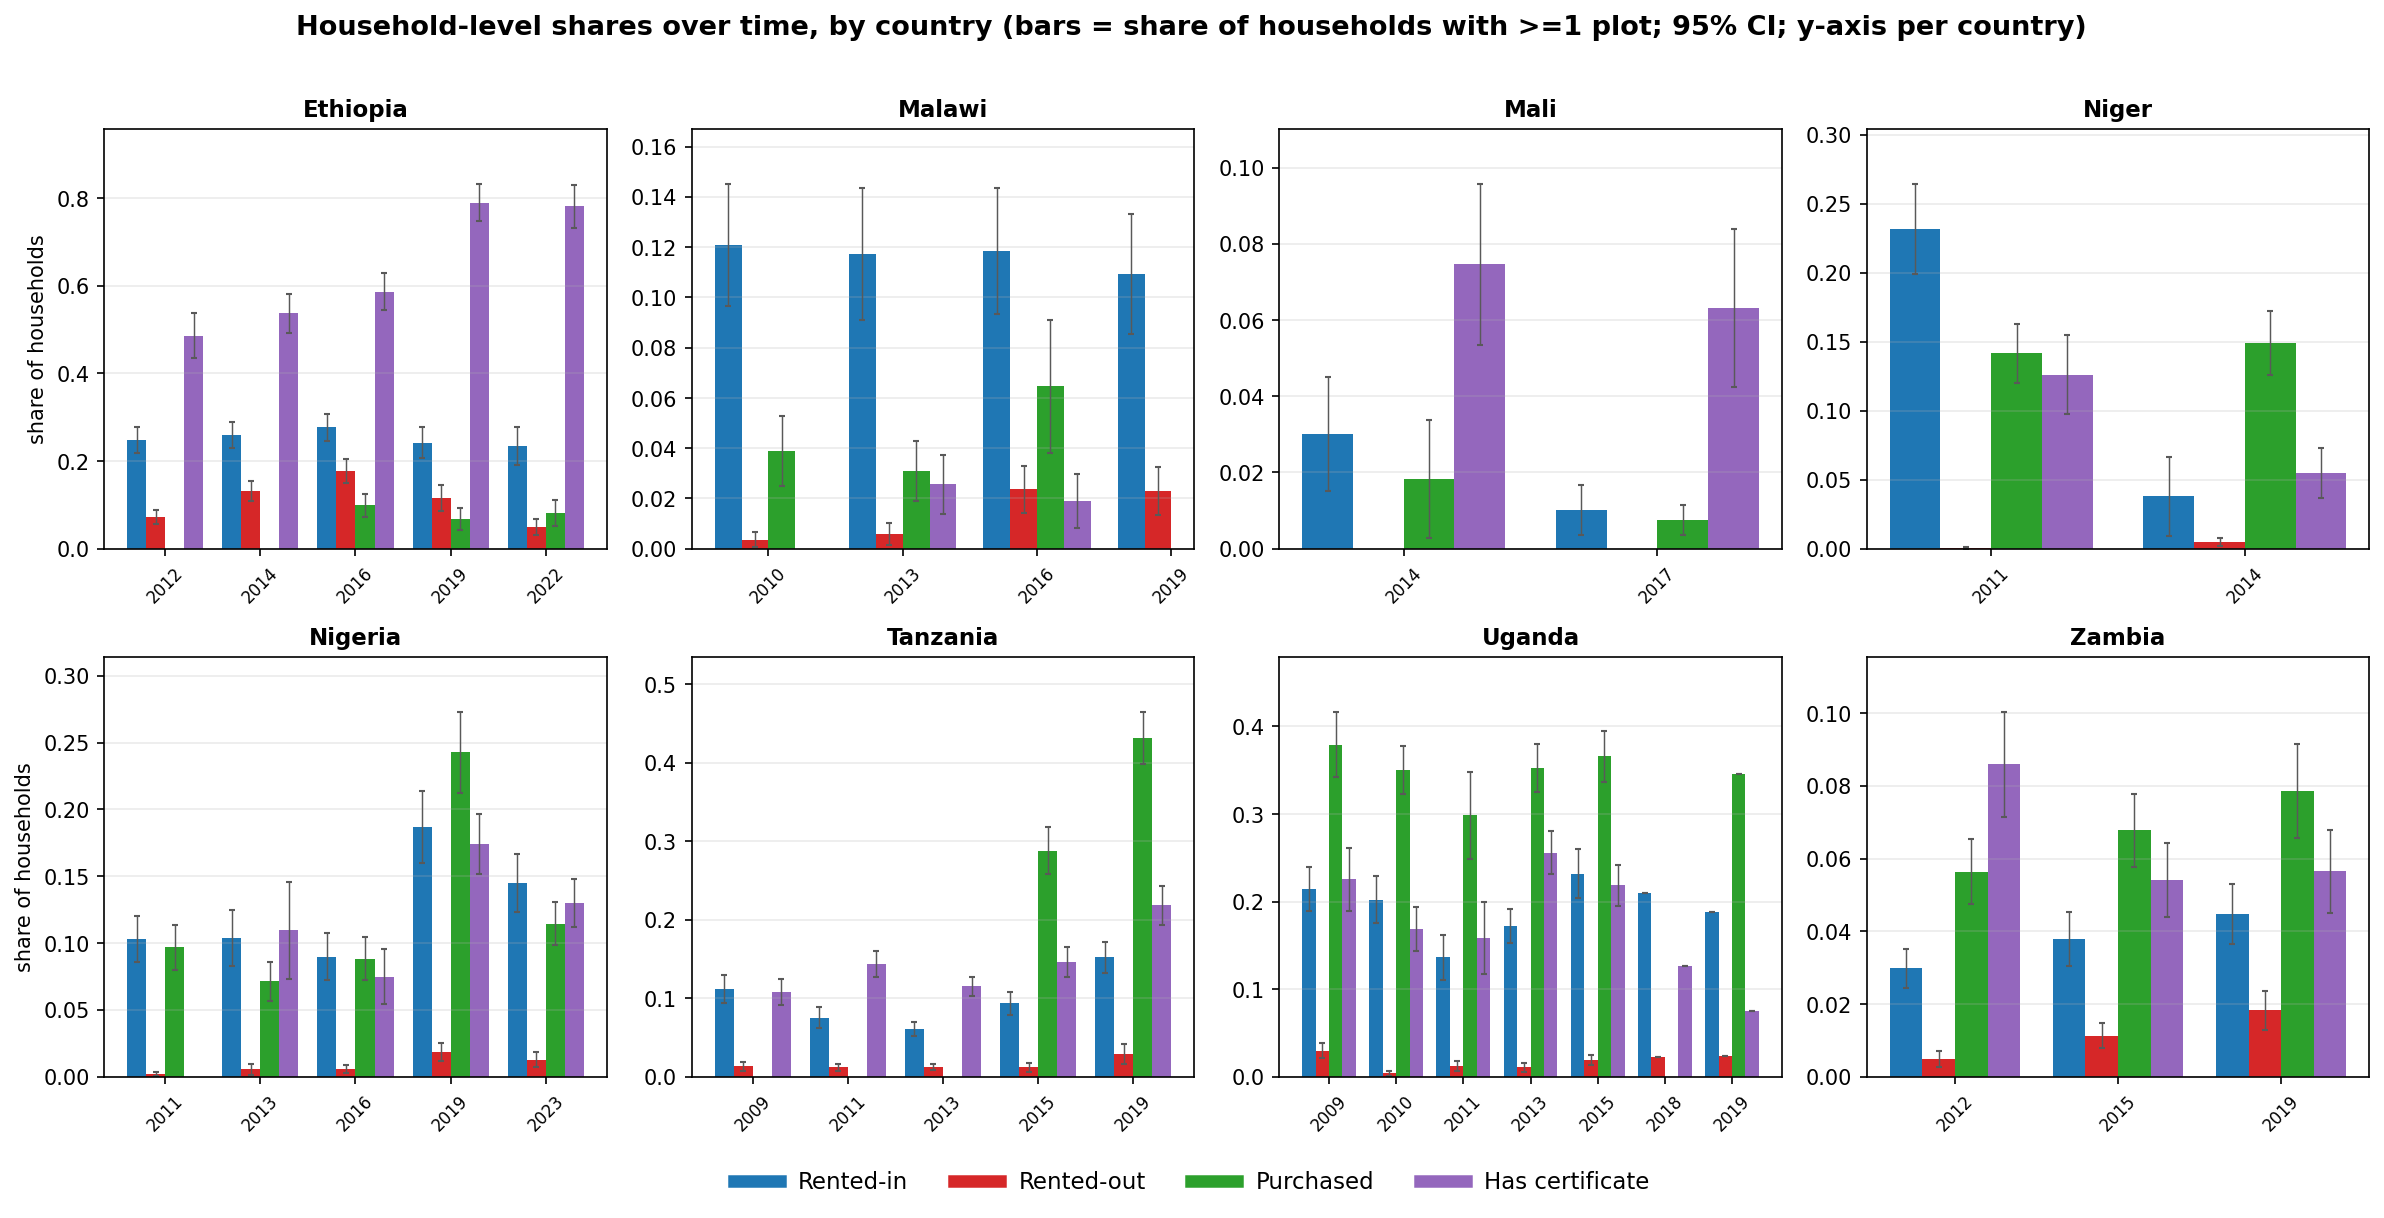 Household-level shares over time, by country (bars = share of households with >=1 plot; 95% CI; y-axis per country)
Ethiopia
share of households
0.8
0.6
0.4
0.2
0.0
2012 2014 2016 2019 2022
Malawi
0.16
0.14
0.12
0.10
0.08
0.06
0.04
0.02
0.00
2010 2013 2016 2019
Mali
0.10
0.08
0.06
0.04
0.02
0.00
2014 2017
Niger
0.30
0.25
0.20
0.15
0.10
0.05
0.00
2011 2014
Nigeria
share of households
0.30
0.25
0.20
0.15
0.10
0.05
0.00
2011 2013 2016 2019 2023
Tanzania
0.5
0.4
0.3
0.2
0.1
0.0
2009 2011 2013 2015 2019
Uganda
0.4
0.3
0.2
0.1
0.0
2009 2010 2011 2013 2015 2018 2019
Zambia
0.10
0.08
0.06
0.04
0.02
0.00
2012 2015 2019
Rented-in Rented-out Purchased Has certificate